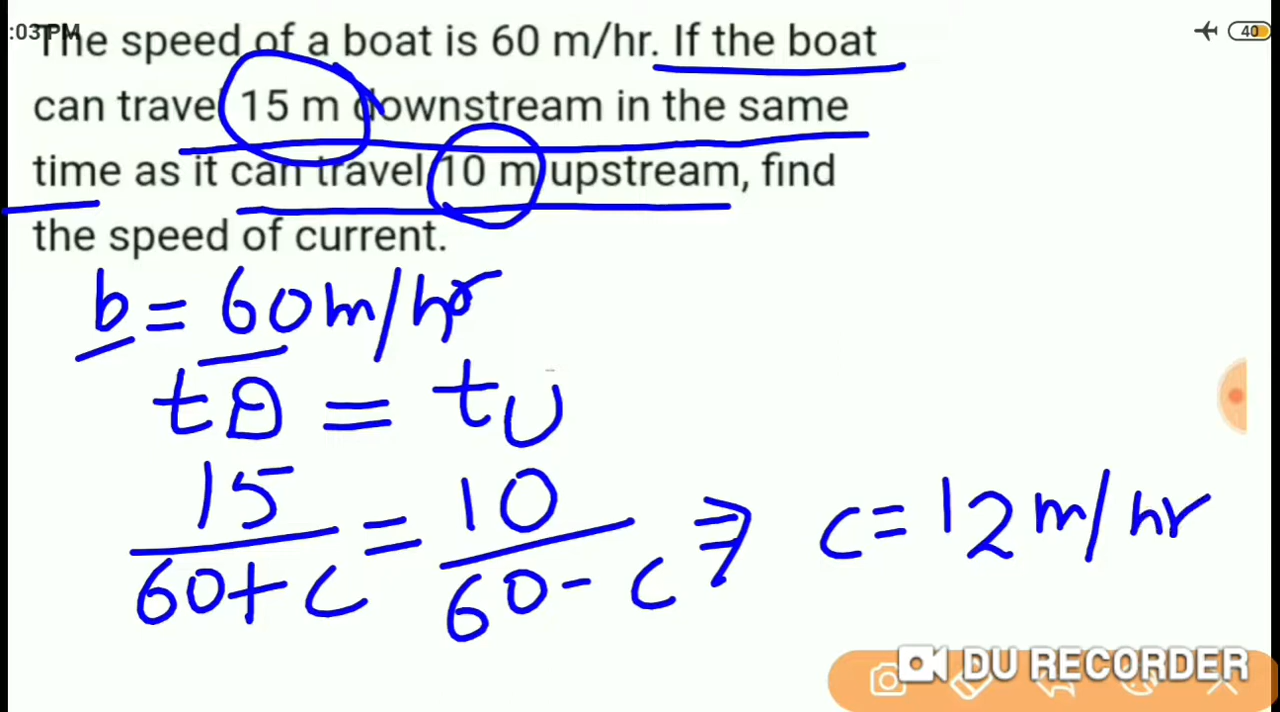 :03 PM
40
The speed of a boat is 60 m/hr. If the boat
can travel 15 m downstream in the same
time as it can travel 10 m upstream, find
the speed of current.
b = 60 m/hr
tD = tU
15/60+c = 10/60-c ⇒ c = 12 m/hr
DU RECORDER